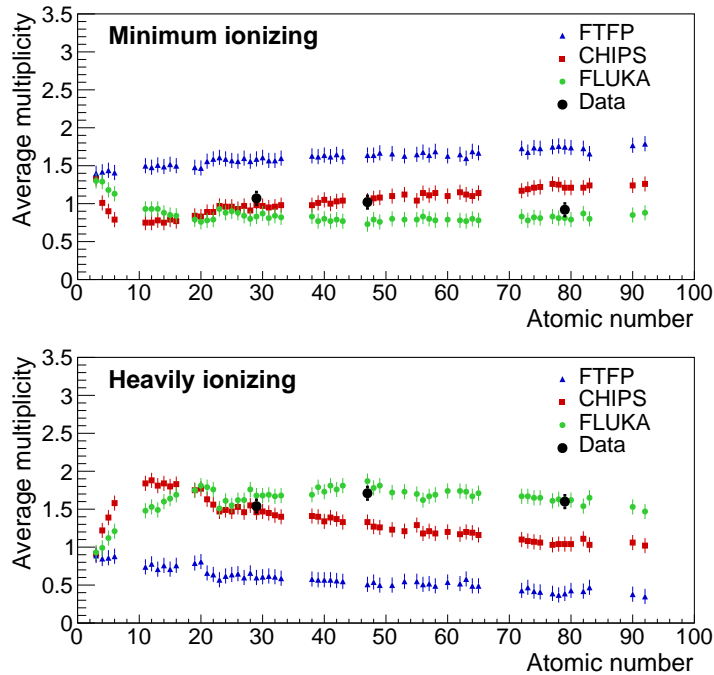 Average multiplicity
3.5
3
2.5
2
1.5
1
0.5
0
Minimum ionizing
FTFP
CHIPS
FLUKA
Data
0 10 20 30 40 50 60 70 80 90 100
Atomic number
Average multiplicity
3.5
3
2.5
2
1.5
1
0.5
0
Heavily ionizing
FTFP
CHIPS
FLUKA
Data
0 10 20 30 40 50 60 70 80 90 100
Atomic number